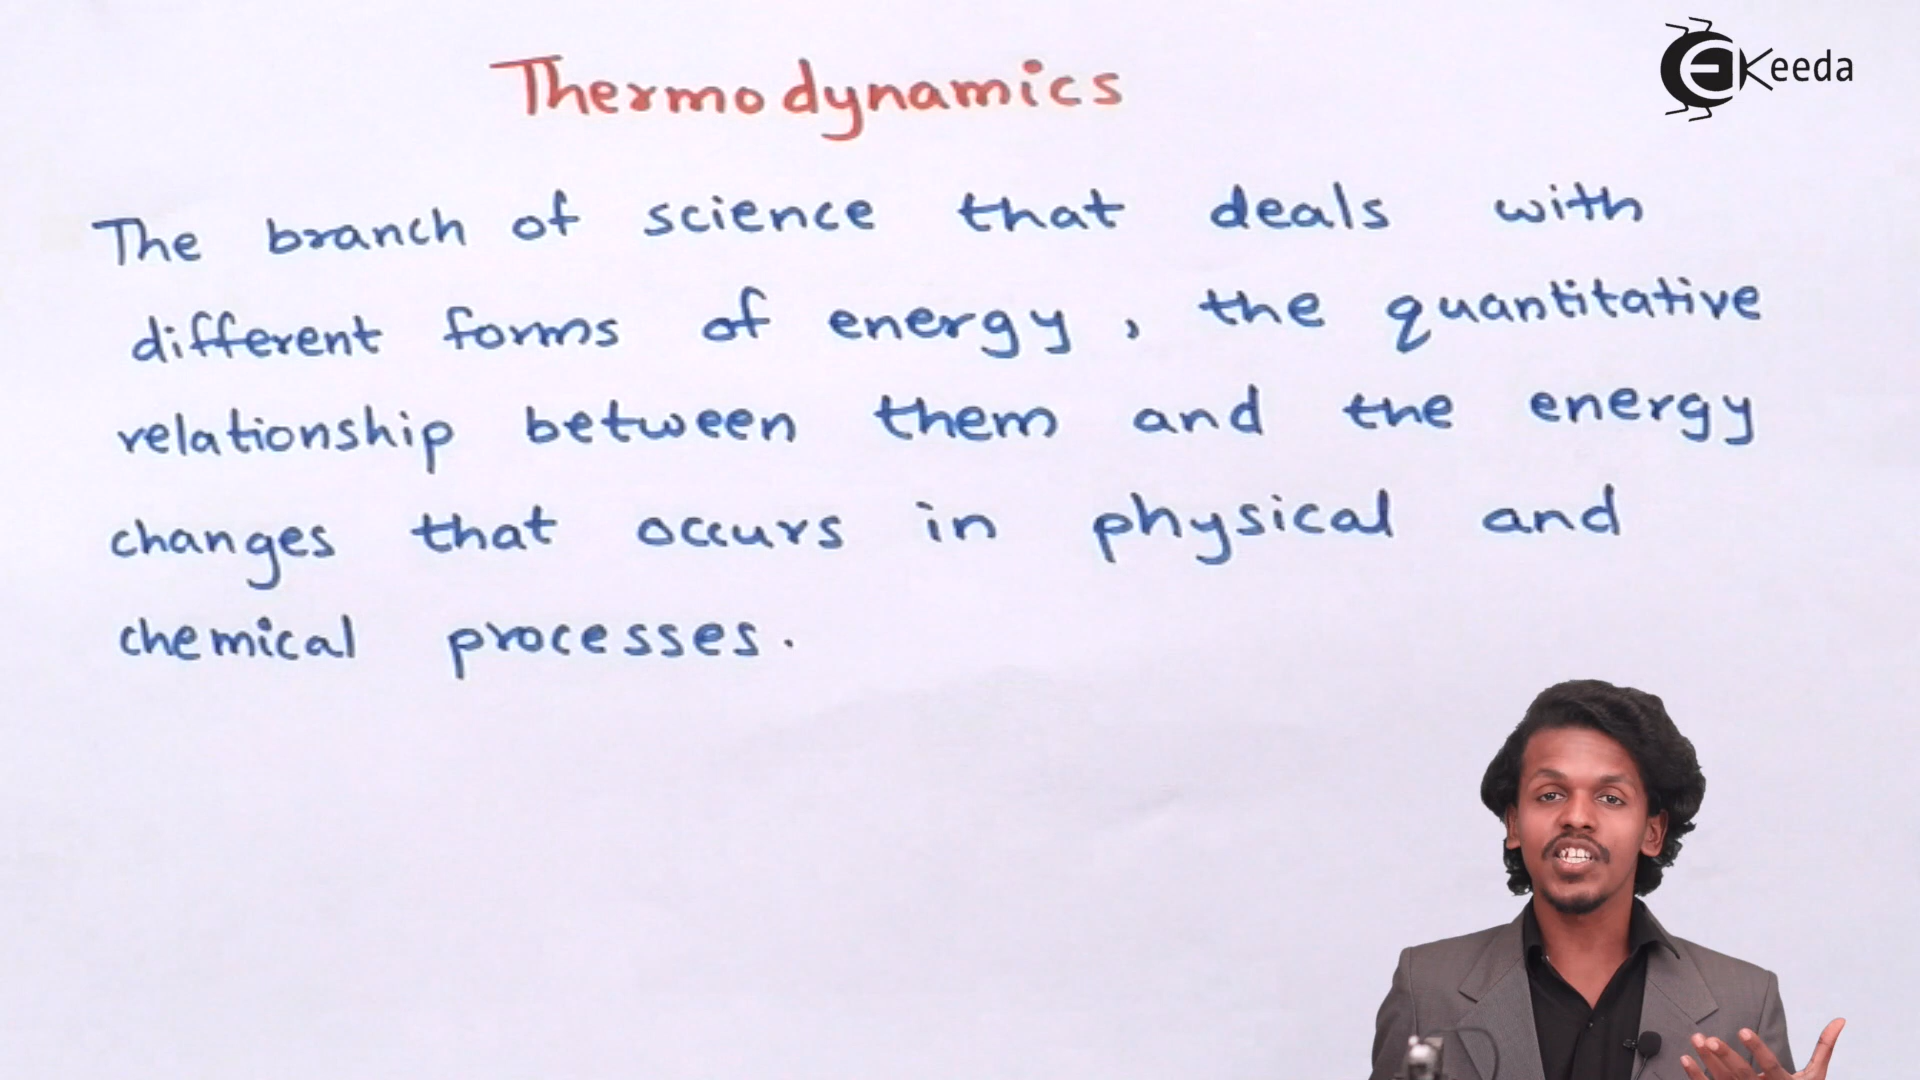 Thermodynamics
EKeeda
The branch of science that deals with
different forms of energy, the quantitative
relationship between them and the energy
changes that occurs in physical and
chemical processes.